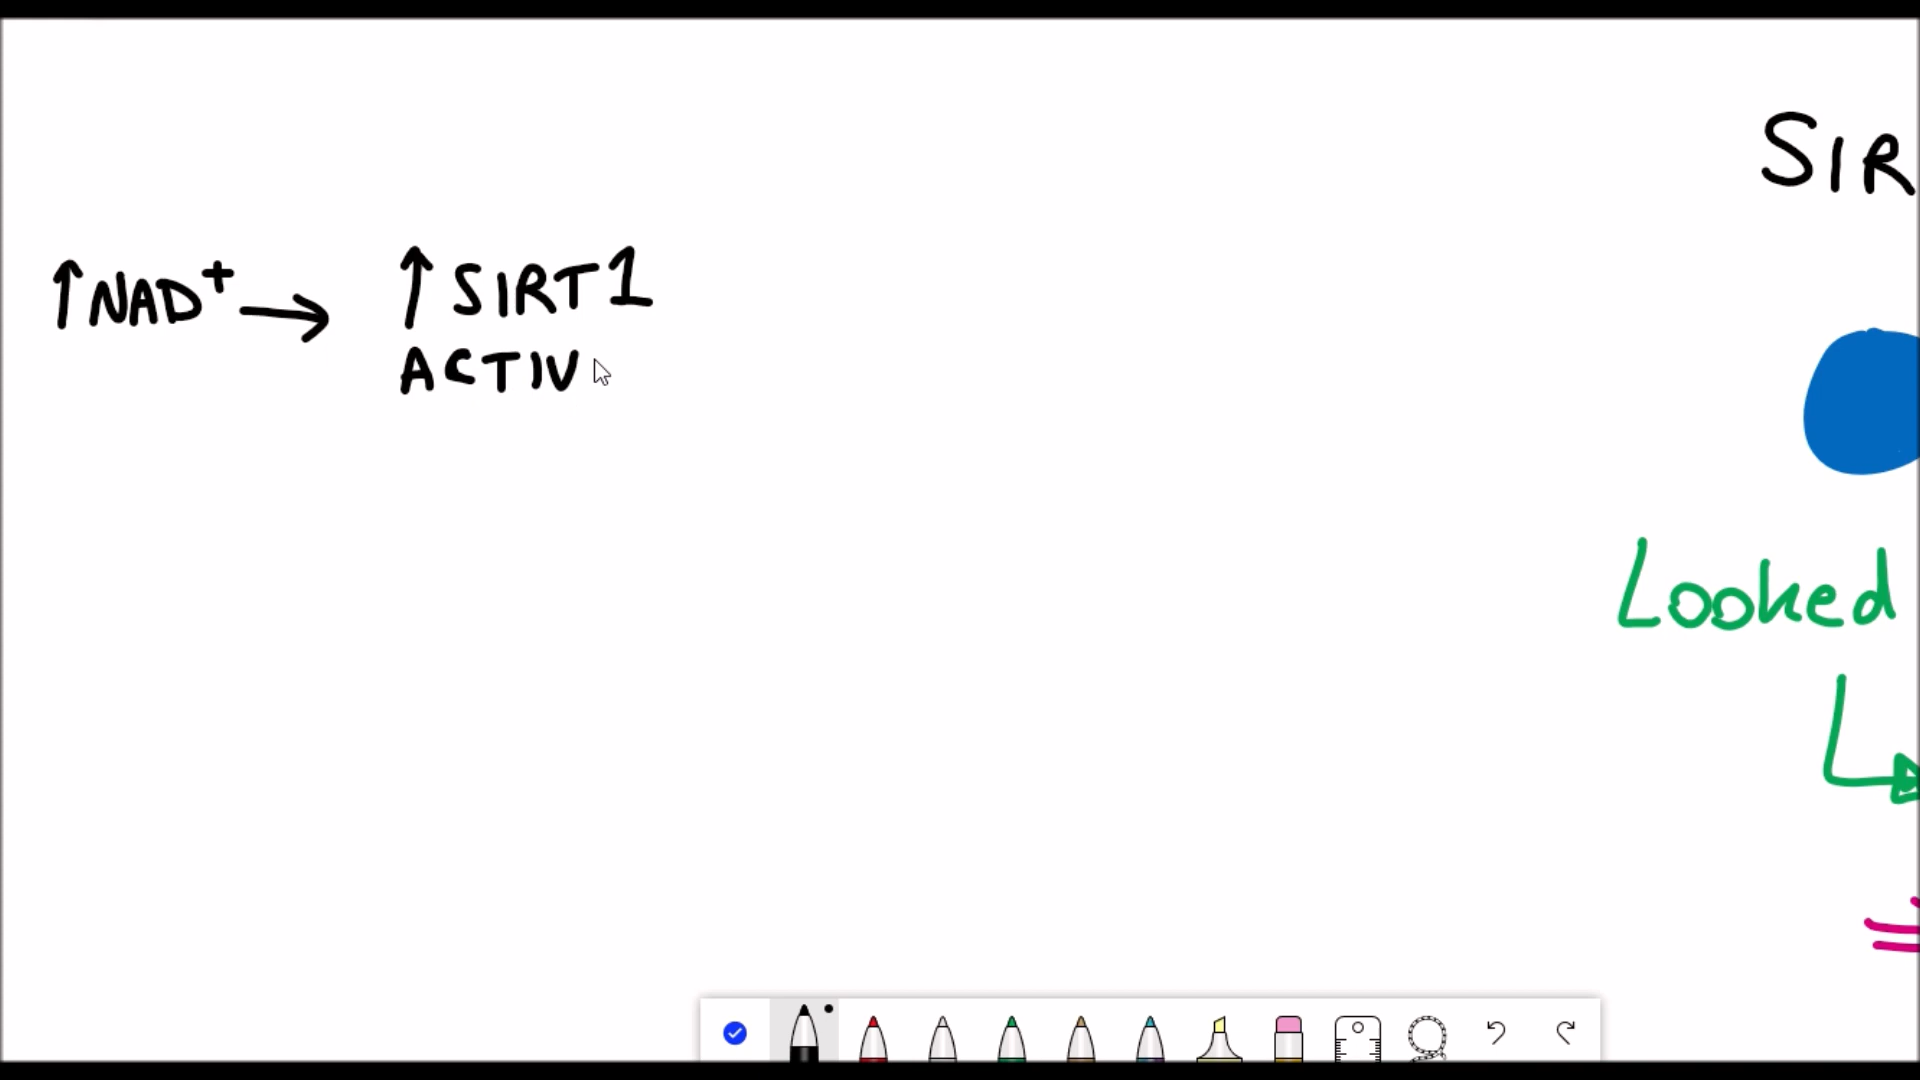 ↑NAD⁺ → ↑SIRT1
ACTIV
SIR
Looked